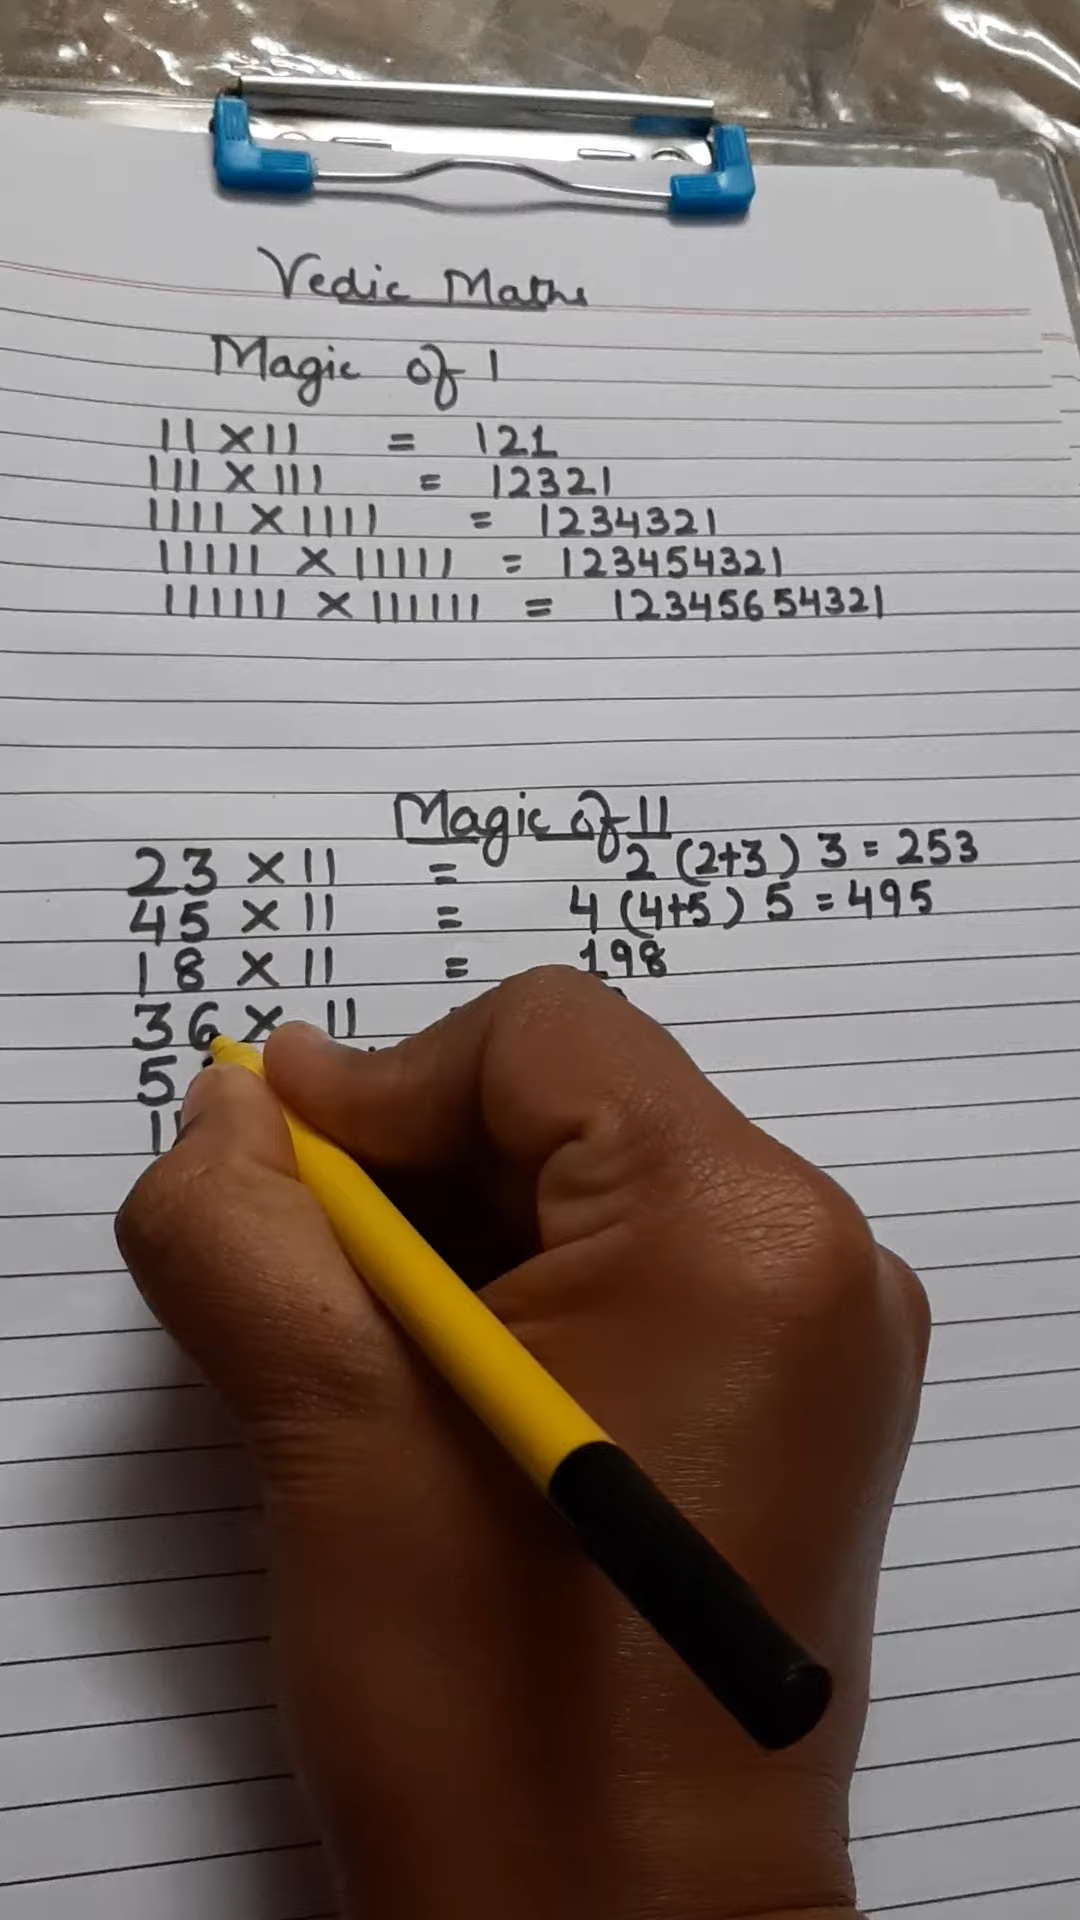 Vedic Maths
Magic of 1
11 × 11 = 121
111 × 111 = 12321
1111 × 1111 = 1234321
11111 × 11111 = 123454321
111111 × 111111 = 12345654321
Magic of 11
23 × 11 = 2 (2+3) 3 = 253
45 × 11 = 4 (4+5) 5 = 495
18 × 11 = 198
36 × 11
5
11